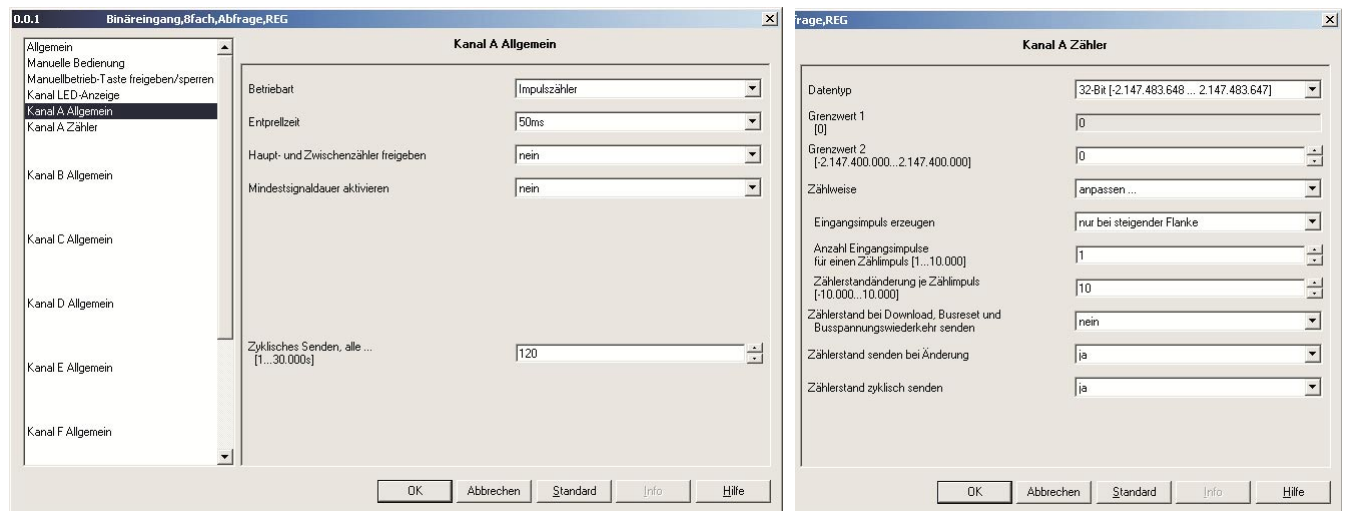 0.0.1 Binäreingang,8fach,Abfrage,REG
Allgemein
Manuelle Bedienung
Manuellbetrieb-Taste freigeben/sperren
Kanal LED-Anzeige
Kanal A Allgemein
Kanal A Zähler
Kanal B Allgemein
Kanal C Allgemein
Kanal D Allgemein
Kanal E Allgemein
Kanal F Allgemein
Kanal A Allgemein
Betriebart Impulszähler
Entprellzeit 50ms
Haupt- und Zwischenzähler freigeben nein
Mindestsignaldauer aktivieren nein
Zyklisches Senden, alle ... 120
[1...30.000s]
OK Abbrechen Standard Info Hilfe
frage,REG
Kanal A Zähler
Datentyp 32-Bit [-2.147.483.648 ... 2.147.483.647]
Grenzwert 1 0
[0]
Grenzwert 2 0
[-2.147.400.000...2.147.400.000]
Zählweise anpassen ...
Eingangsimpuls erzeugen nur bei steigender Flanke
Anzahl Eingangsimpulse 1
für einen Zählimpuls [1...10.000]
Zählerstandänderung je Zählimpuls 10
[-10.000...10.000]
Zählerstand bei Download, Busreset und nein
Busspannungswiederkehr senden
Zählerstand senden bei Änderung ja
Zählerstand zyklisch senden ja
OK Abbrechen Standard Info Hilfe